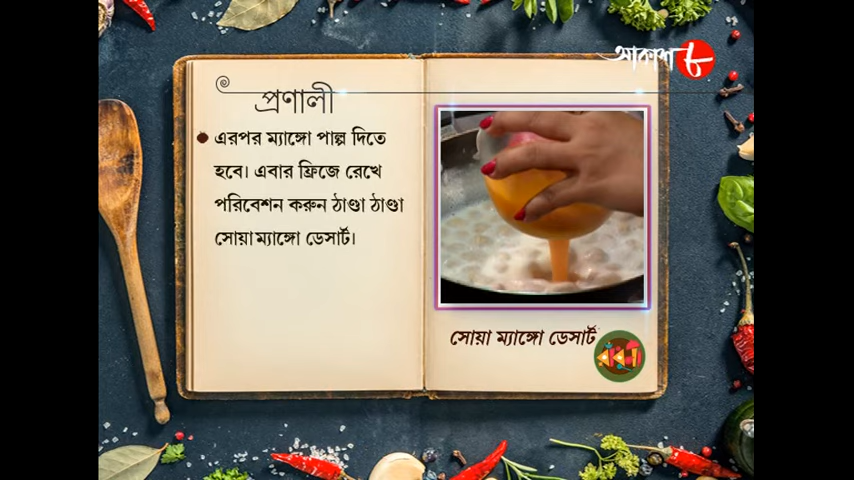 আকাশ ৮
প্রণালী
এরপর ম্যাঙ্গো পাল্প দিতে
হবে। এবার ফ্রিজে রেখে
পরিবেশন করুন ঠাণ্ডা ঠাণ্ডা
সোয়া ম্যাঙ্গো ডেসার্ট।
সোয়া ম্যাঙ্গো ডেসার্ট